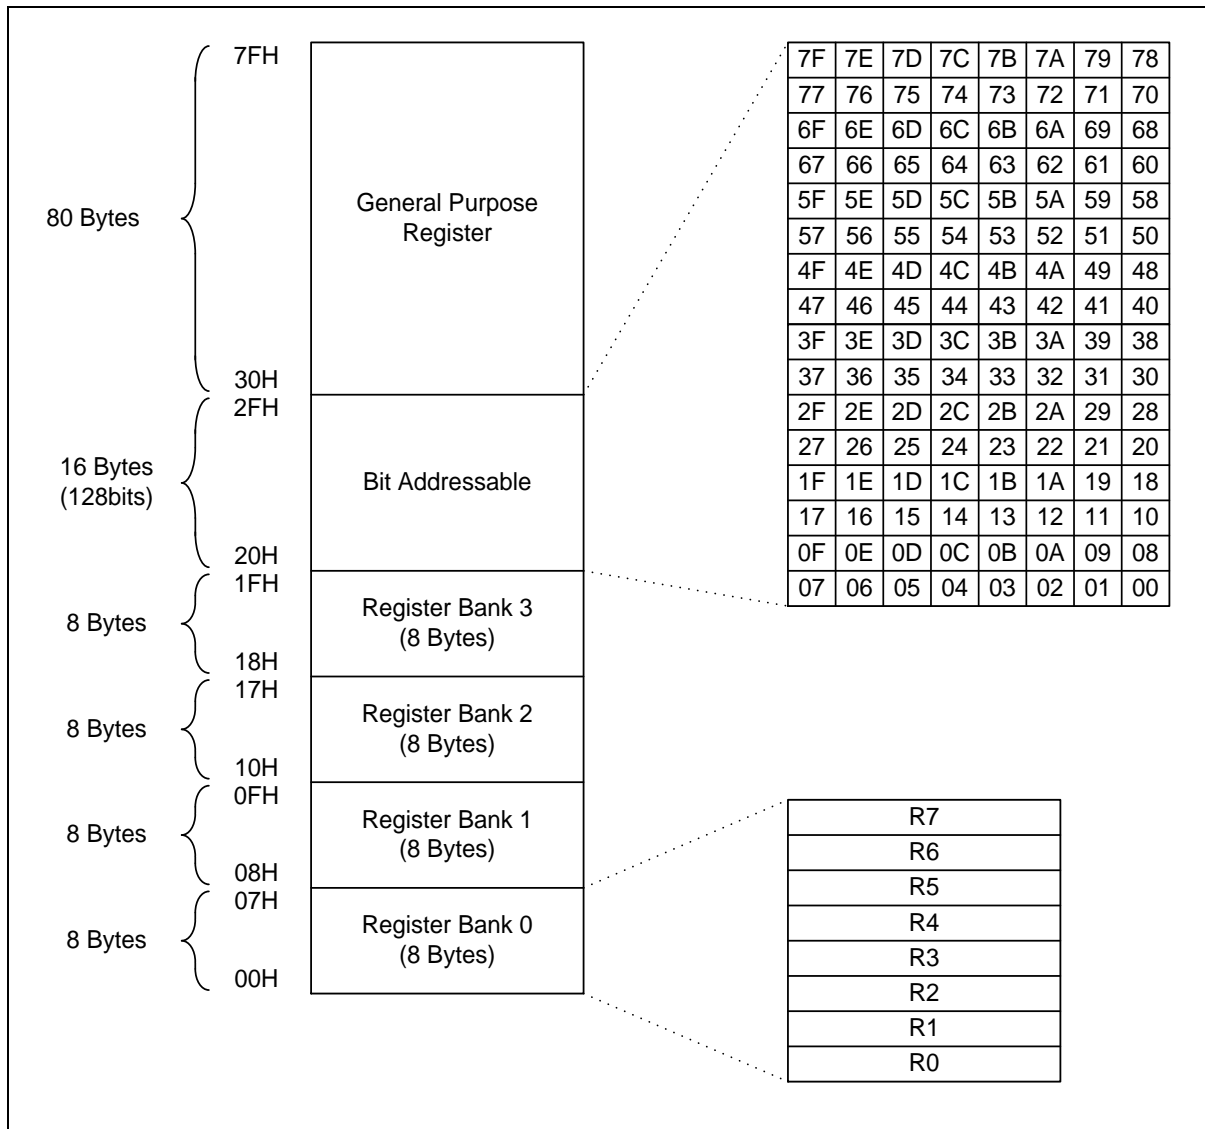 7FH
80 Bytes
General Purpose
Register
30H
2FH
16 Bytes
(128bits)
Bit Addressable
20H
1FH
8 Bytes
Register Bank 3
(8 Bytes)
18H
17H
8 Bytes
Register Bank 2
(8 Bytes)
10H
0FH
8 Bytes
Register Bank 1
(8 Bytes)
08H
07H
8 Bytes
Register Bank 0
(8 Bytes)
00H
7F 7E 7D 7C 7B 7A 79 78
77 76 75 74 73 72 71 70
6F 6E 6D 6C 6B 6A 69 68
67 66 65 64 63 62 61 60
5F 5E 5D 5C 5B 5A 59 58
57 56 55 54 53 52 51 50
4F 4E 4D 4C 4B 4A 49 48
47 46 45 44 43 42 41 40
3F 3E 3D 3C 3B 3A 39 38
37 36 35 34 33 32 31 30
2F 2E 2D 2C 2B 2A 29 28
27 26 25 24 23 22 21 20
1F 1E 1D 1C 1B 1A 19 18
17 16 15 14 13 12 11 10
0F 0E 0D 0C 0B 0A 09 08
07 06 05 04 03 02 01 00
R7
R6
R5
R4
R3
R2
R1
R0